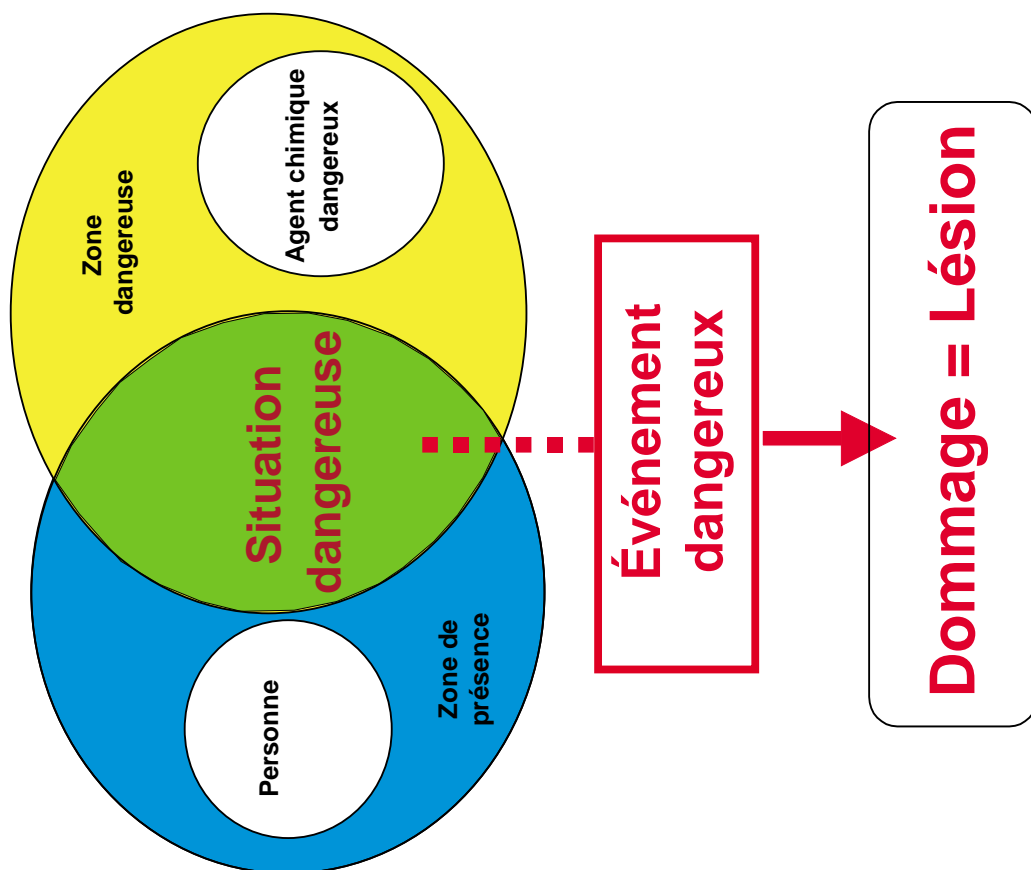 Personne
Zone de
présence
Situation
dangereuse
Zone
dangereuse
Agent chimique
dangereux
Événement
dangereux
Dommage = Lésion